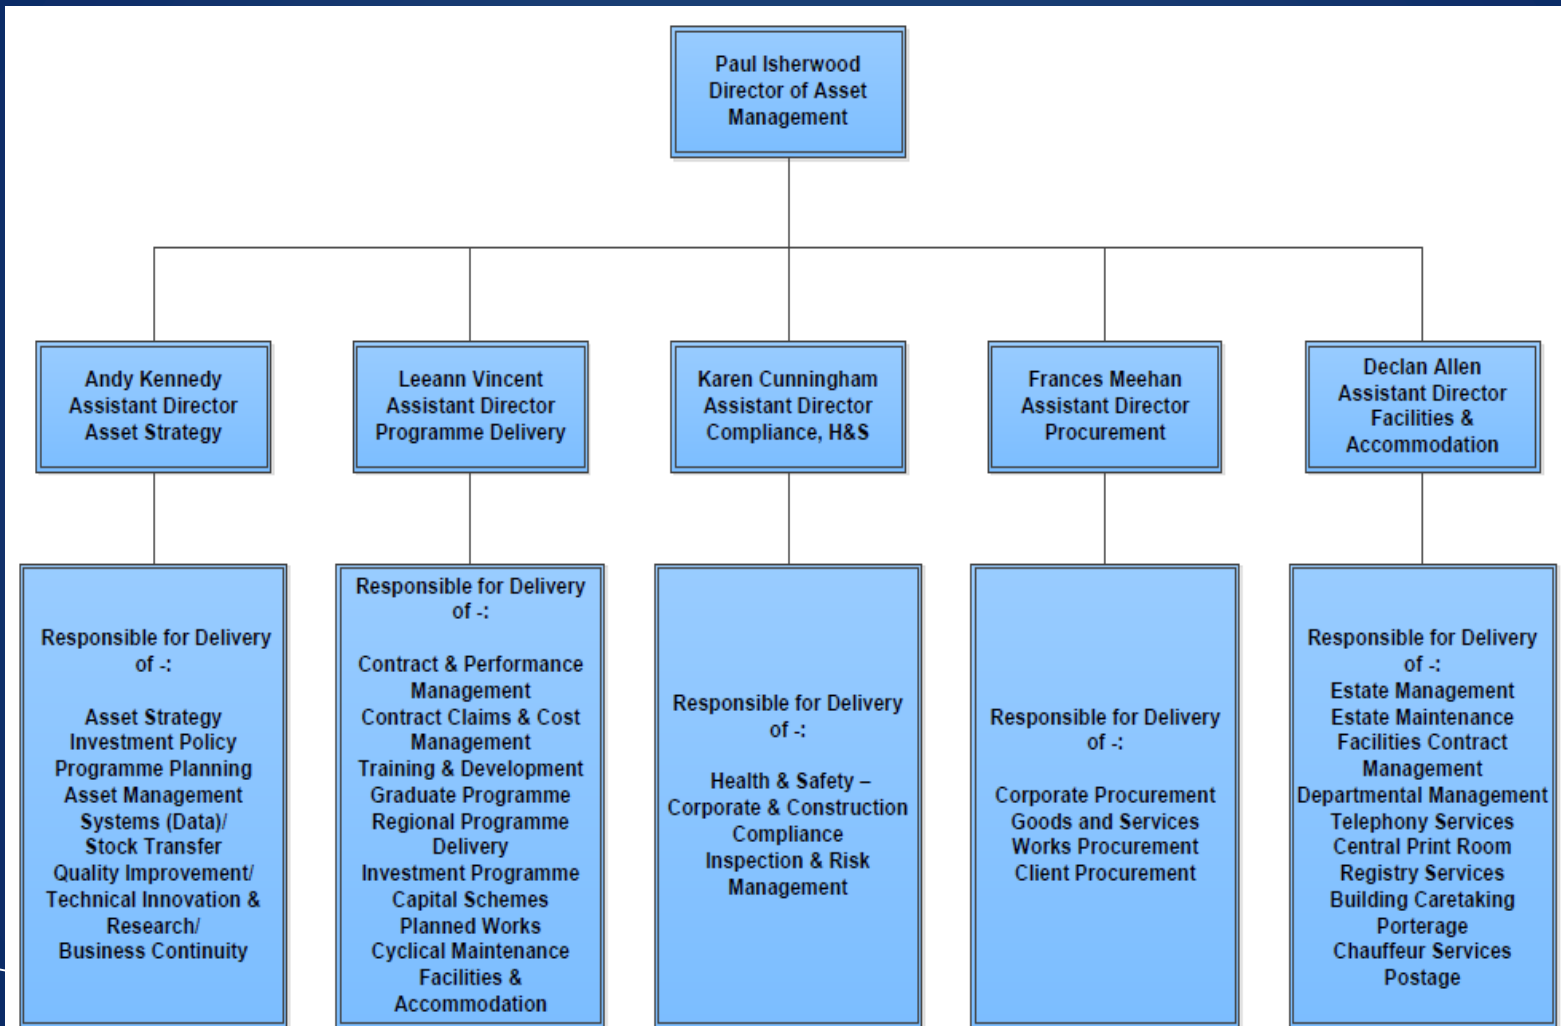 Paul Isherwood
Director of Asset
Management
Andy Kennedy
Assistant Director
Asset Strategy
Leeann Vincent
Assistant Director
Programme Delivery
Karen Cunningham
Assistant Director
Compliance, H&S
Frances Meehan
Assistant Director
Procurement
Declan Allen
Assistant Director
Facilities &
Accommodation
Responsible for Delivery
of -:
Asset Strategy
Investment Policy
Programme Planning
Asset Management
Systems (Data)/
Stock Transfer
Quality Improvement/
Technical Innovation &
Research/
Business Continuity
Responsible for Delivery
of -:
Contract & Performance
Management
Contract Claims & Cost
Management
Training & Development
Graduate Programme
Regional Programme
Delivery
Investment Programme
Capital Schemes
Planned Works
Cyclical Maintenance
Facilities &
Accommodation
Responsible for Delivery
of -:
Health & Safety –
Corporate & Construction
Compliance
Inspection & Risk
Management
Responsible for Delivery
of -:
Corporate Procurement
Goods and Services
Works Procurement
Client Procurement
Responsible for Delivery
of -:
Estate Management
Estate Maintenance
Facilities Contract
Management
Departmental Management
Telephony Services
Central Print Room
Registry Services
Building Caretaking
Porterage
Chauffeur Services
Postage